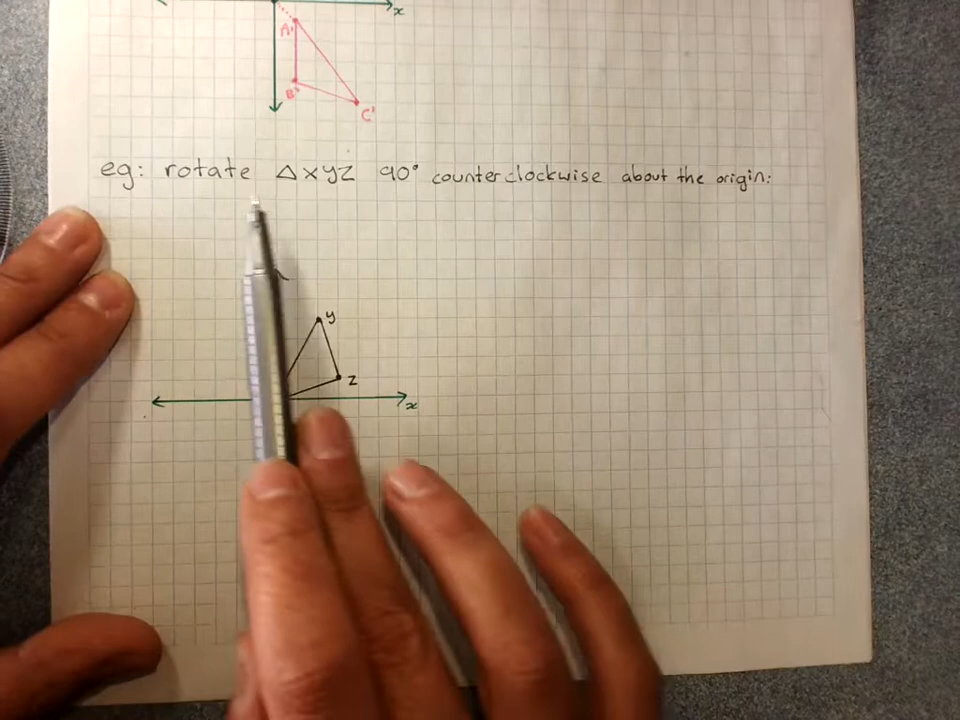 x
A'
B'
C'
eg: rotate △XYZ 90° counterclockwise about the origin:
y
z
x